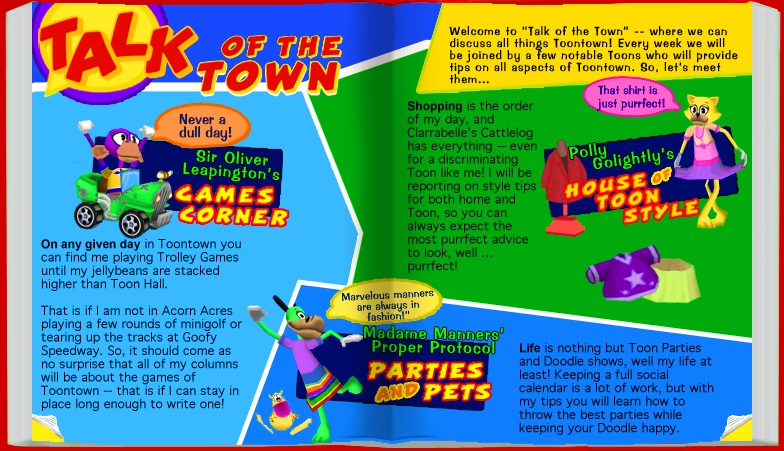 TALK OF THE TOWN
Welcome to "Talk of the Town" -- where we can
discuss all things Toontown! Every week we will
be joined by a few notable Toons who will provide
tips on all aspects of Toontown. So, let's meet
them...
Never a
dull day!
Sir Oliver
Leapington's
GAMES
CORNER
On any given day in Toontown you
can find me playing Trolley Games
until my jellybeans are stacked
higher than Toon Hall.
That is if I am not in Acorn Acres
playing a few rounds of minigolf or
tearing up the tracks at Goofy
Speedway. So, it should come as
no surprise that all of my columns
will be about the games of
Toontown -- that is if I can stay in
place long enough to write one!
Shopping is the order
of my day, and
Clarrabelle's Cattlelog
has everything -- even
for a discriminating
Toon like me! I will be
reporting on style tips
for both home and
Toon, so you can
always expect the
most purrfect advice
to look, well ...
purrfect!
That shirt is
just purrfect!
Polly
Golightly's
HOUSE OF
TOON
STYLE
Marvelous manners
are always in
fashion!"
Madame Manners'
Proper Protocol
PARTIES
AND PETS
Life is nothing but Toon Parties
and Doodle shows, well my life at
least! Keeping a full social
calendar is a lot of work, but with
my tips you will learn how to
throw the best parties while
keeping your Doodle happy.